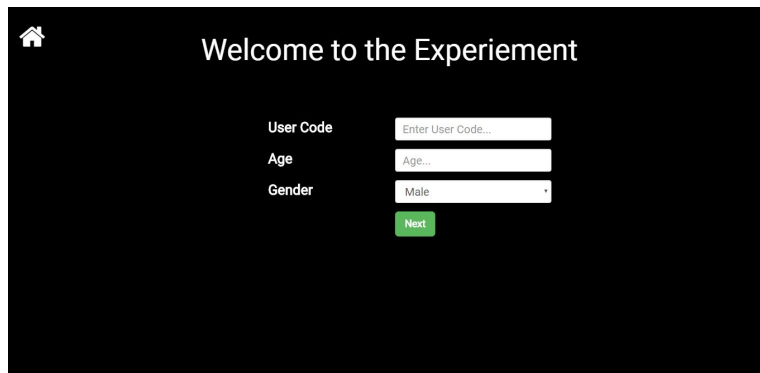 Welcome to the Experiement
User Code Enter User Code...
Age Age...
Gender Male
Next